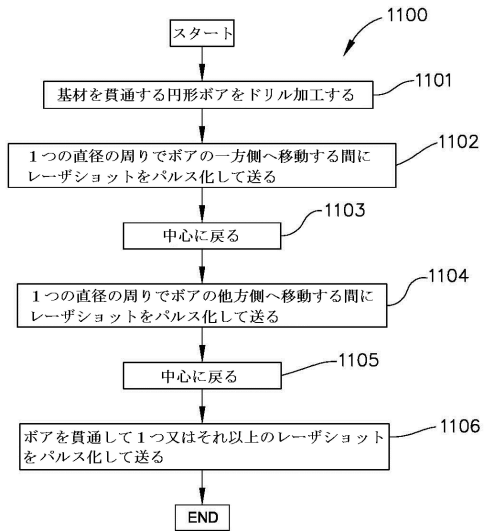 スタート
1100
基材を貫通する円形ボアをドリル加工する
1101
1つの直径の周りでボアの一方側へ移動する間に
レーザショットをパルス化して送る
1102
中心に戻る
1103
1つの直径の周りでボアの他方側へ移動する間に
レーザショットをパルス化して送る
1104
中心に戻る
1105
ボアを貫通して1つ又はそれ以上のレーザショット
をパルス化して送る
1106
END